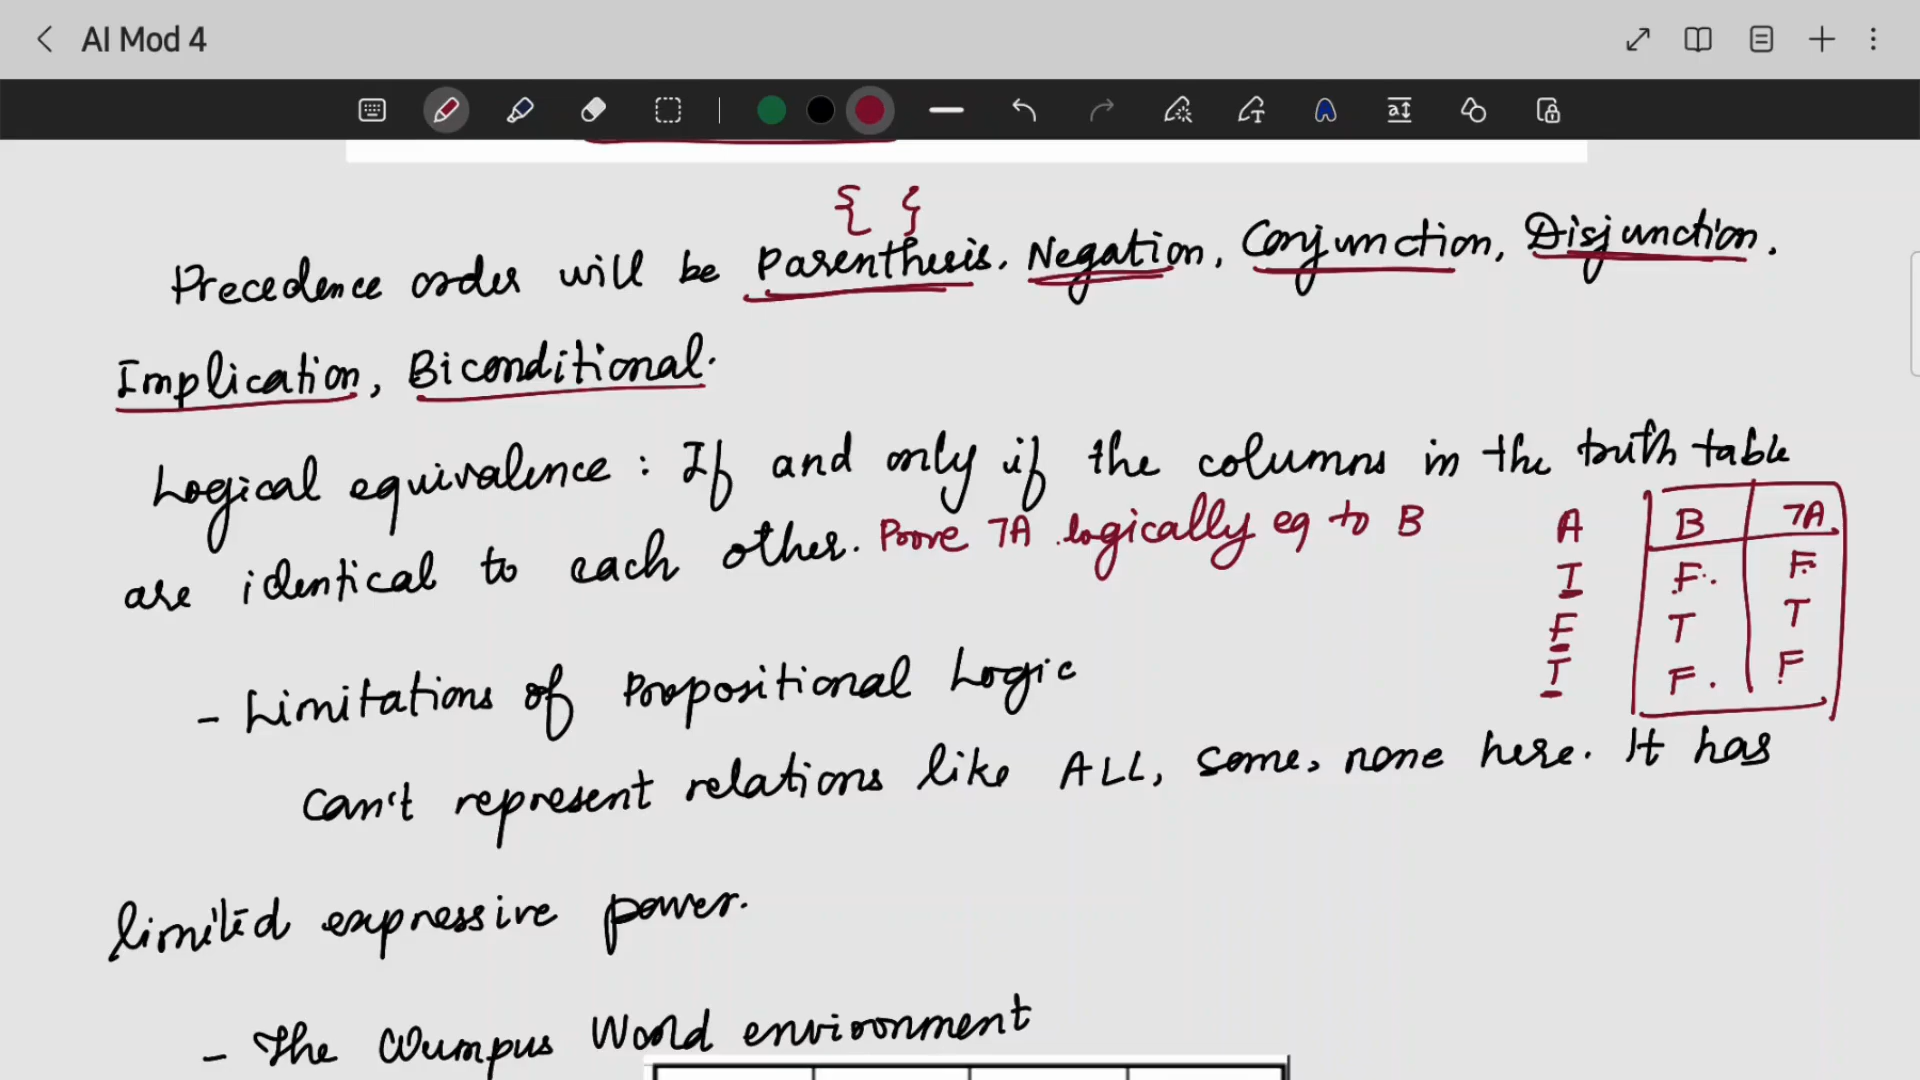 AI Mod 4
{ }
Precedence order will be Parenthesis, Negation, Conjunction, Disjunction,
Implication, Biconditional.
Logical equivalence : If and only if the columns in the truth table
are identical to each other. Prove ¬A logically eq to B
A B ¬A
T F F
F T T
T F F
- Limitations of Propositional Logic
can't represent relations like ALL, some, none here. It has
limited expressive power.
- The Wumpus World environment